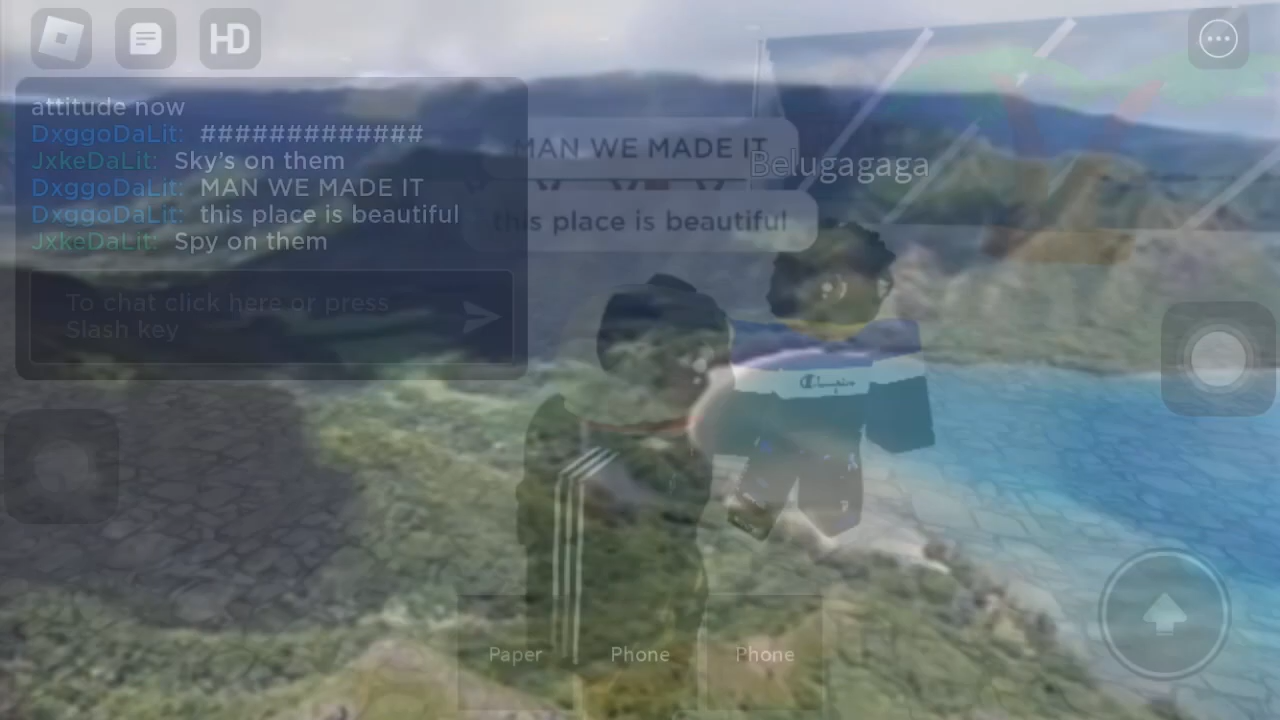 HD
attitude now
DxggoDaLit: #############
JxkeDaLit: Sky's on them
DxggoDaLit: MAN WE MADE IT
DxggoDaLit: this place is beautiful
JxkeDaLit: Spy on them
To chat click here or press
Slash key
MAN WE MADE IT
Belugagaga
this place is beautiful
Champion
Paper
Phone
Phone